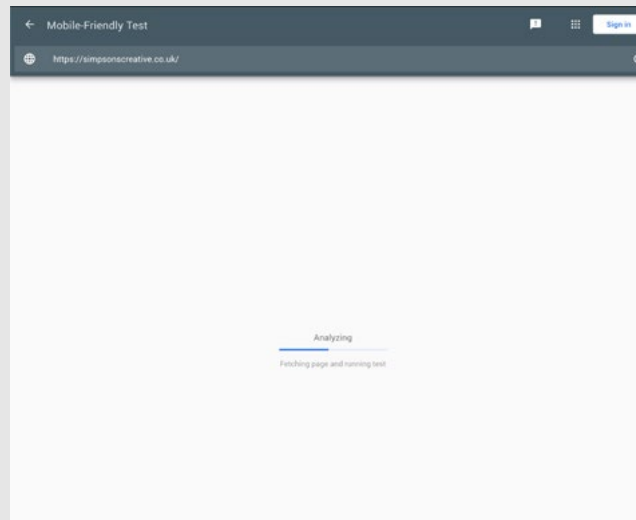 Mobile-Friendly Test
Sign in
https://simpsonscreative.co.uk/
Analyzing
Fetching page and running test